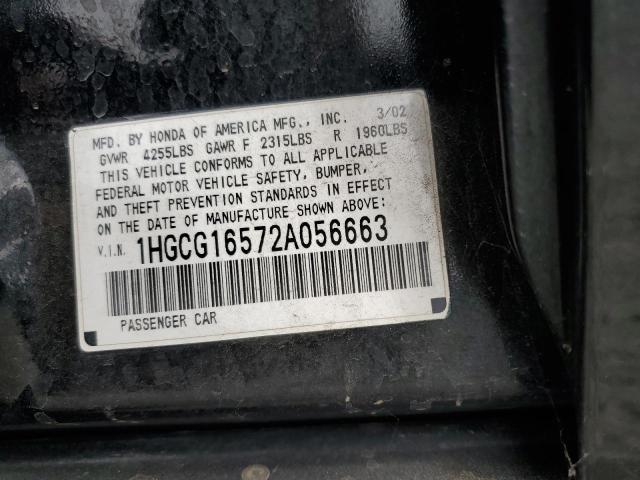 MFD. BY HONDA OF AMERICA MFG., INC. 3/02
GVWR 4255LBS GAWR F 2315LBS R 1960LBS
THIS VEHICLE CONFORMS TO ALL APPLICABLE
FEDERAL MOTOR VEHICLE SAFETY, BUMPER,
AND THEFT PREVENTION STANDARDS IN EFFECT
ON THE DATE OF MANUFACTURE SHOWN ABOVE:
V.I.N. 1HGCG16572A056663
PASSENGER CAR